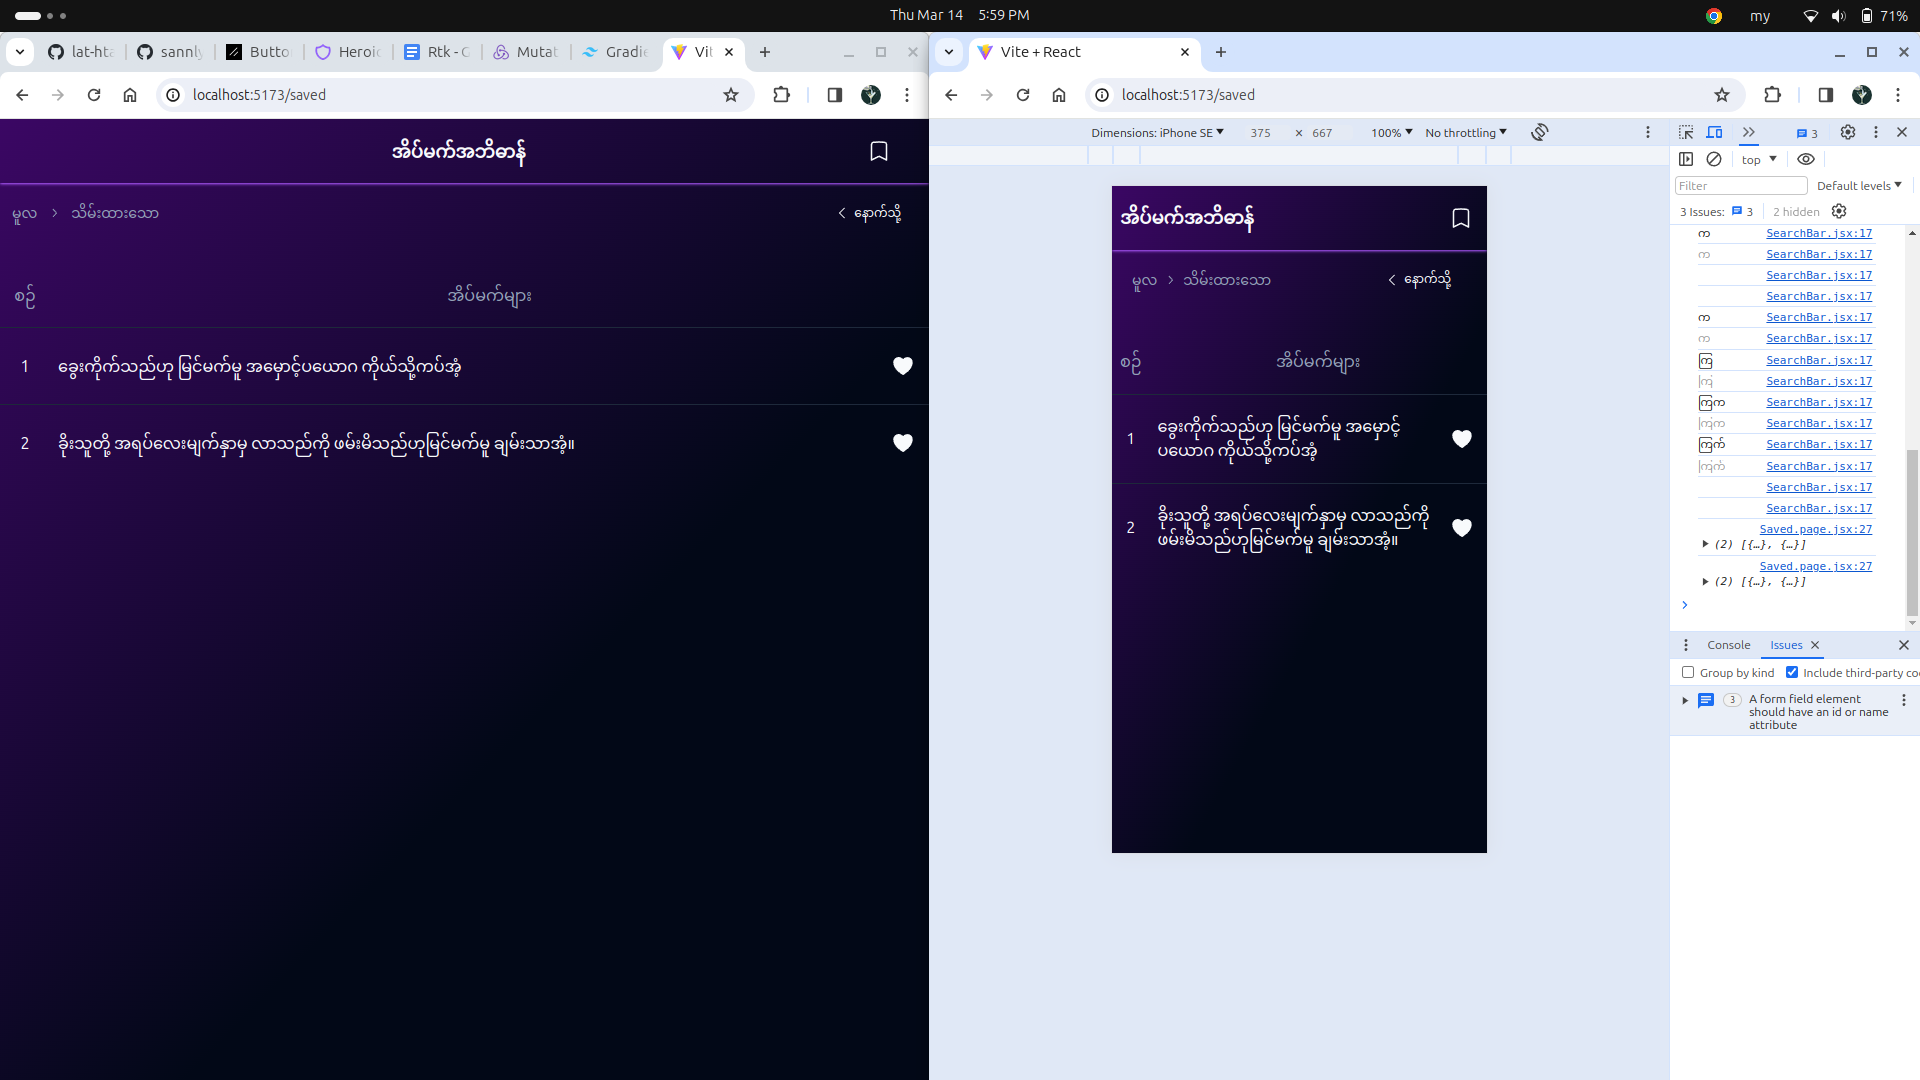 Thu Mar 14 5:59 PM
my
71%
lat-hta
sannly
Butto
Heroic
Rtk - G
Mutat
Gradie
Vit
localhost:5173/saved
အိပ်မက်အဘိဓာန်
မူလ > သိမ်းထားသော
နောက်သို့
စဉ်
အိပ်မက်များ
1
ခွေးကိုက်သည်ဟု မြင်မက်မူ အမှောင့်ပယောဂ ကိုယ်သို့ကပ်အံ့
2
ခိုးသူတို့ အရပ်လေးမျက်နှာမှ လာသည်ကို ဖမ်းမိသည်ဟုမြင်မက်မူ ချမ်းသာအံ့။
Vite + React
localhost:5173/saved
Dimensions: iPhone SE
375 × 667
100%
No throttling
အိပ်မက်အဘိဓာန်
မူလ > သိမ်းထားသော
နောက်သို့
စဉ်
အိပ်မက်များ
1
ခွေးကိုက်သည်ဟု မြင်မက်မူ အမှောင့်
ပယောဂ ကိုယ်သို့ကပ်အံ့
2
ခိုးသူတို့ အရပ်လေးမျက်နှာမှ လာသည်ကို
ဖမ်းမိသည်ဟုမြင်မက်မူ ချမ်းသာအံ့။
3
top
Filter
Default levels
3 Issues: 3
2 hidden
က SearchBar.jsx:17
က SearchBar.jsx:17
SearchBar.jsx:17
SearchBar.jsx:17
က SearchBar.jsx:17
က SearchBar.jsx:17
ကြ SearchBar.jsx:17
ကြ SearchBar.jsx:17
ကြက SearchBar.jsx:17
ကြက SearchBar.jsx:17
ကြက် SearchBar.jsx:17
ကြက် SearchBar.jsx:17
SearchBar.jsx:17
SearchBar.jsx:17
Saved.page.jsx:27
(2) [{…}, {…}]
Saved.page.jsx:27
(2) [{…}, {…}]
Console
Issues
Group by kind
Include third-party co
3
A form field element
should have an id or name
attribute